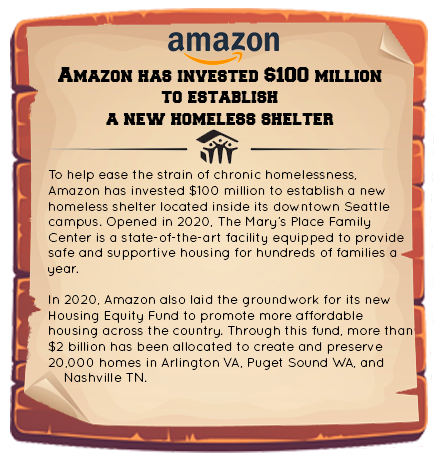 amazon
Amazon has invested $100 million
to establish
a new homeless shelter
To help ease the strain of chronic homelessness,
Amazon has invested $100 million to establish a new
homeless shelter located inside its downtown Seattle
campus. Opened in 2020, The Mary's Place Family
Center is a state-of-the-art facility equipped to provide
safe and supportive housing for hundreds of families a
year.
In 2020, Amazon also laid the groundwork for its new
Housing Equity Fund to promote more affordable
housing across the country. Through this fund, more than
$2 billion has been allocated to create and preserve
20,000 homes in Arlington VA, Puget Sound WA, and
Nashville TN.